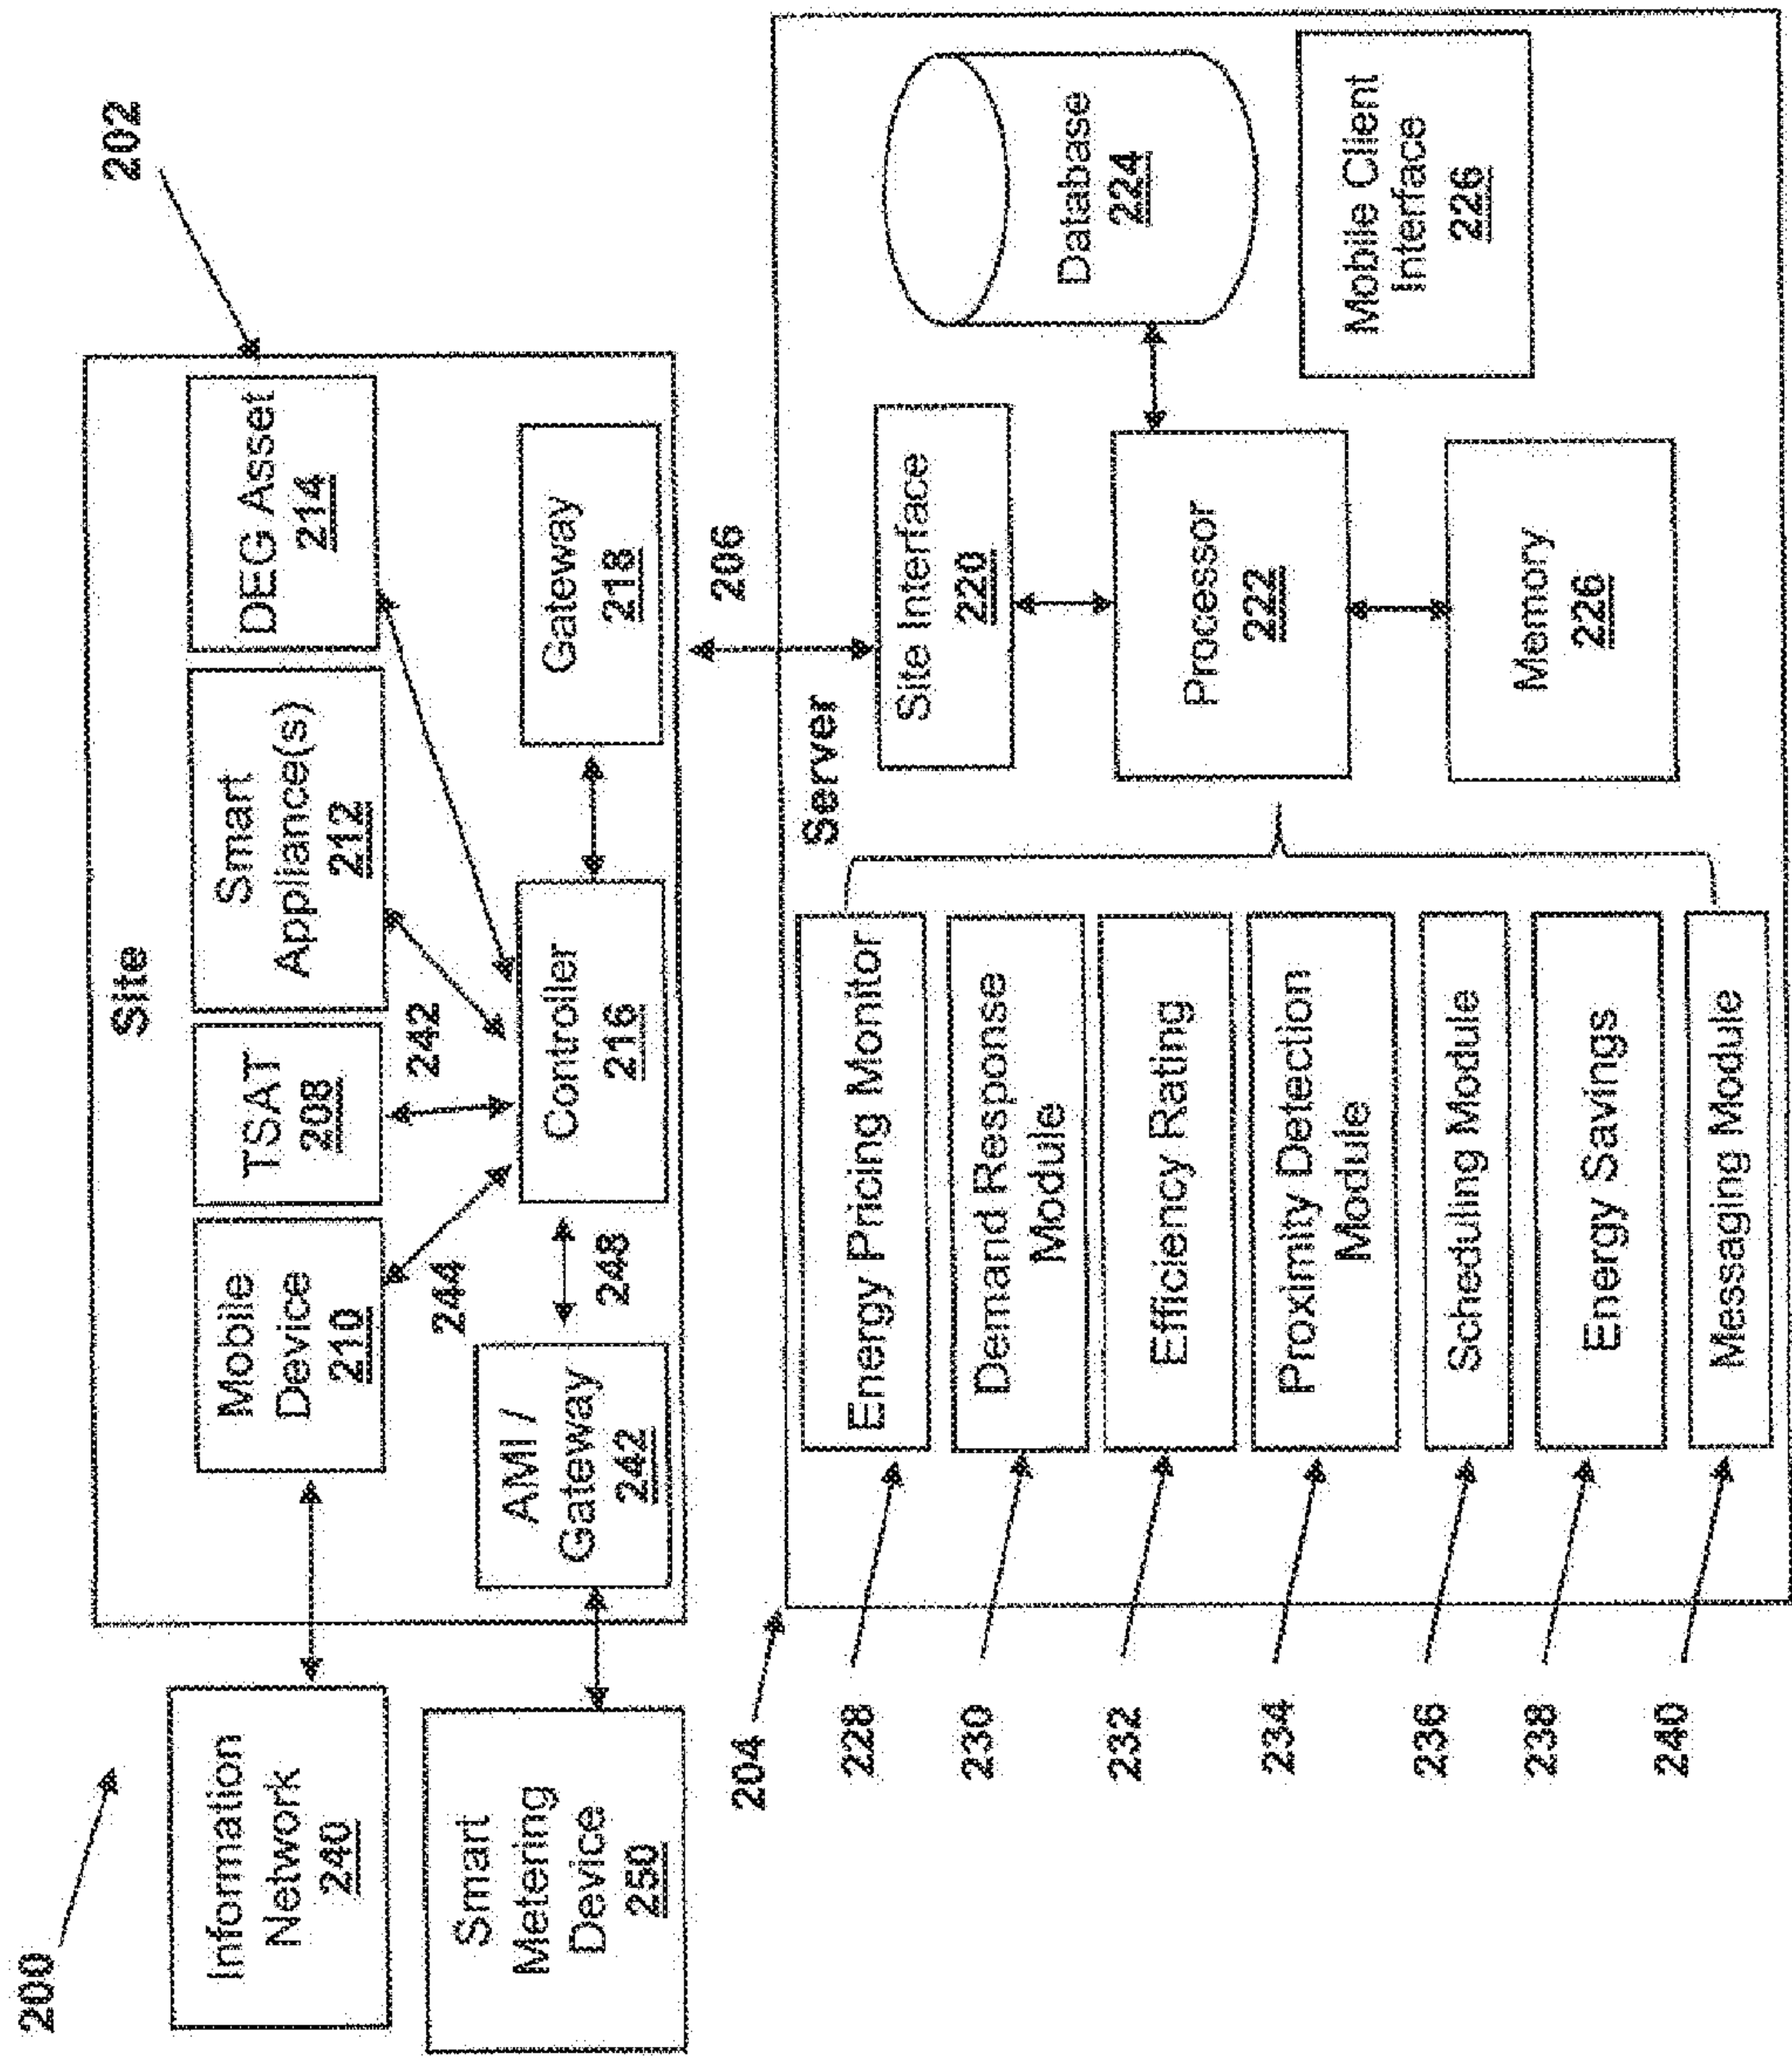 200
Information
Network
240
Smart
Metering
Device
250
202
Site
Mobile
Device
210
TSAT
208
Smart
Appliance(s)
212
DEG Asset
214
244
242
AMI /
Gateway
242
248
Controller
216
Gateway
218
206
204
Server
Energy Pricing Monitor
Demand Response
Module
Efficiency Rating
Proximity Detection
Module
Scheduling Module
Energy Savings
Messaging Module
228
230
232
234
236
238
240
Site Interface
220
Processor
222
Memory
226
Database
224
Mobile Client
Interface
226